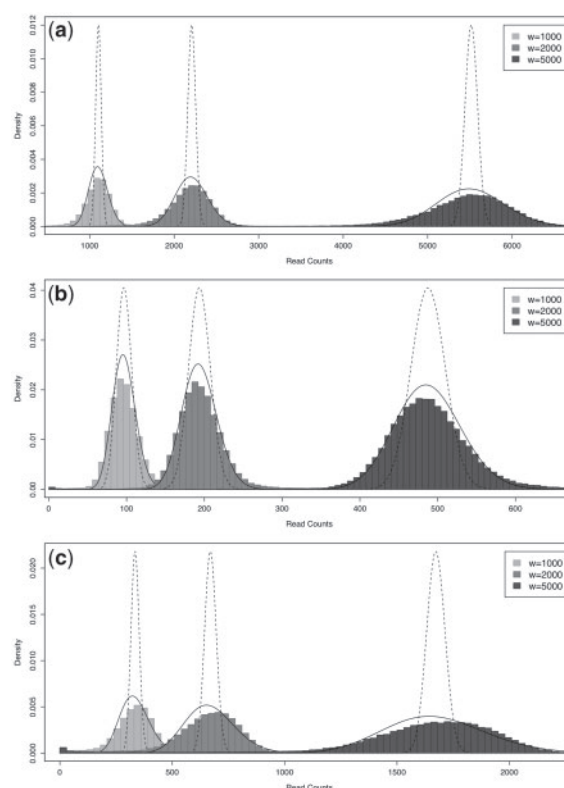 (a)
w=1000
w=2000
w=5000
Density
0.000 0.002 0.004 0.006 0.008 0.010 0.012
1000 2000 3000 4000 5000 6000
Read Counts
(b)
w=1000
w=2000
w=5000
Density
0.00 0.01 0.02 0.03 0.04
0 100 200 300 400 500 600
Read Counts
(c)
w=1000
w=2000
w=5000
Density
0.000 0.005 0.010 0.015 0.020
0 500 1000 1500 2000
Read Counts